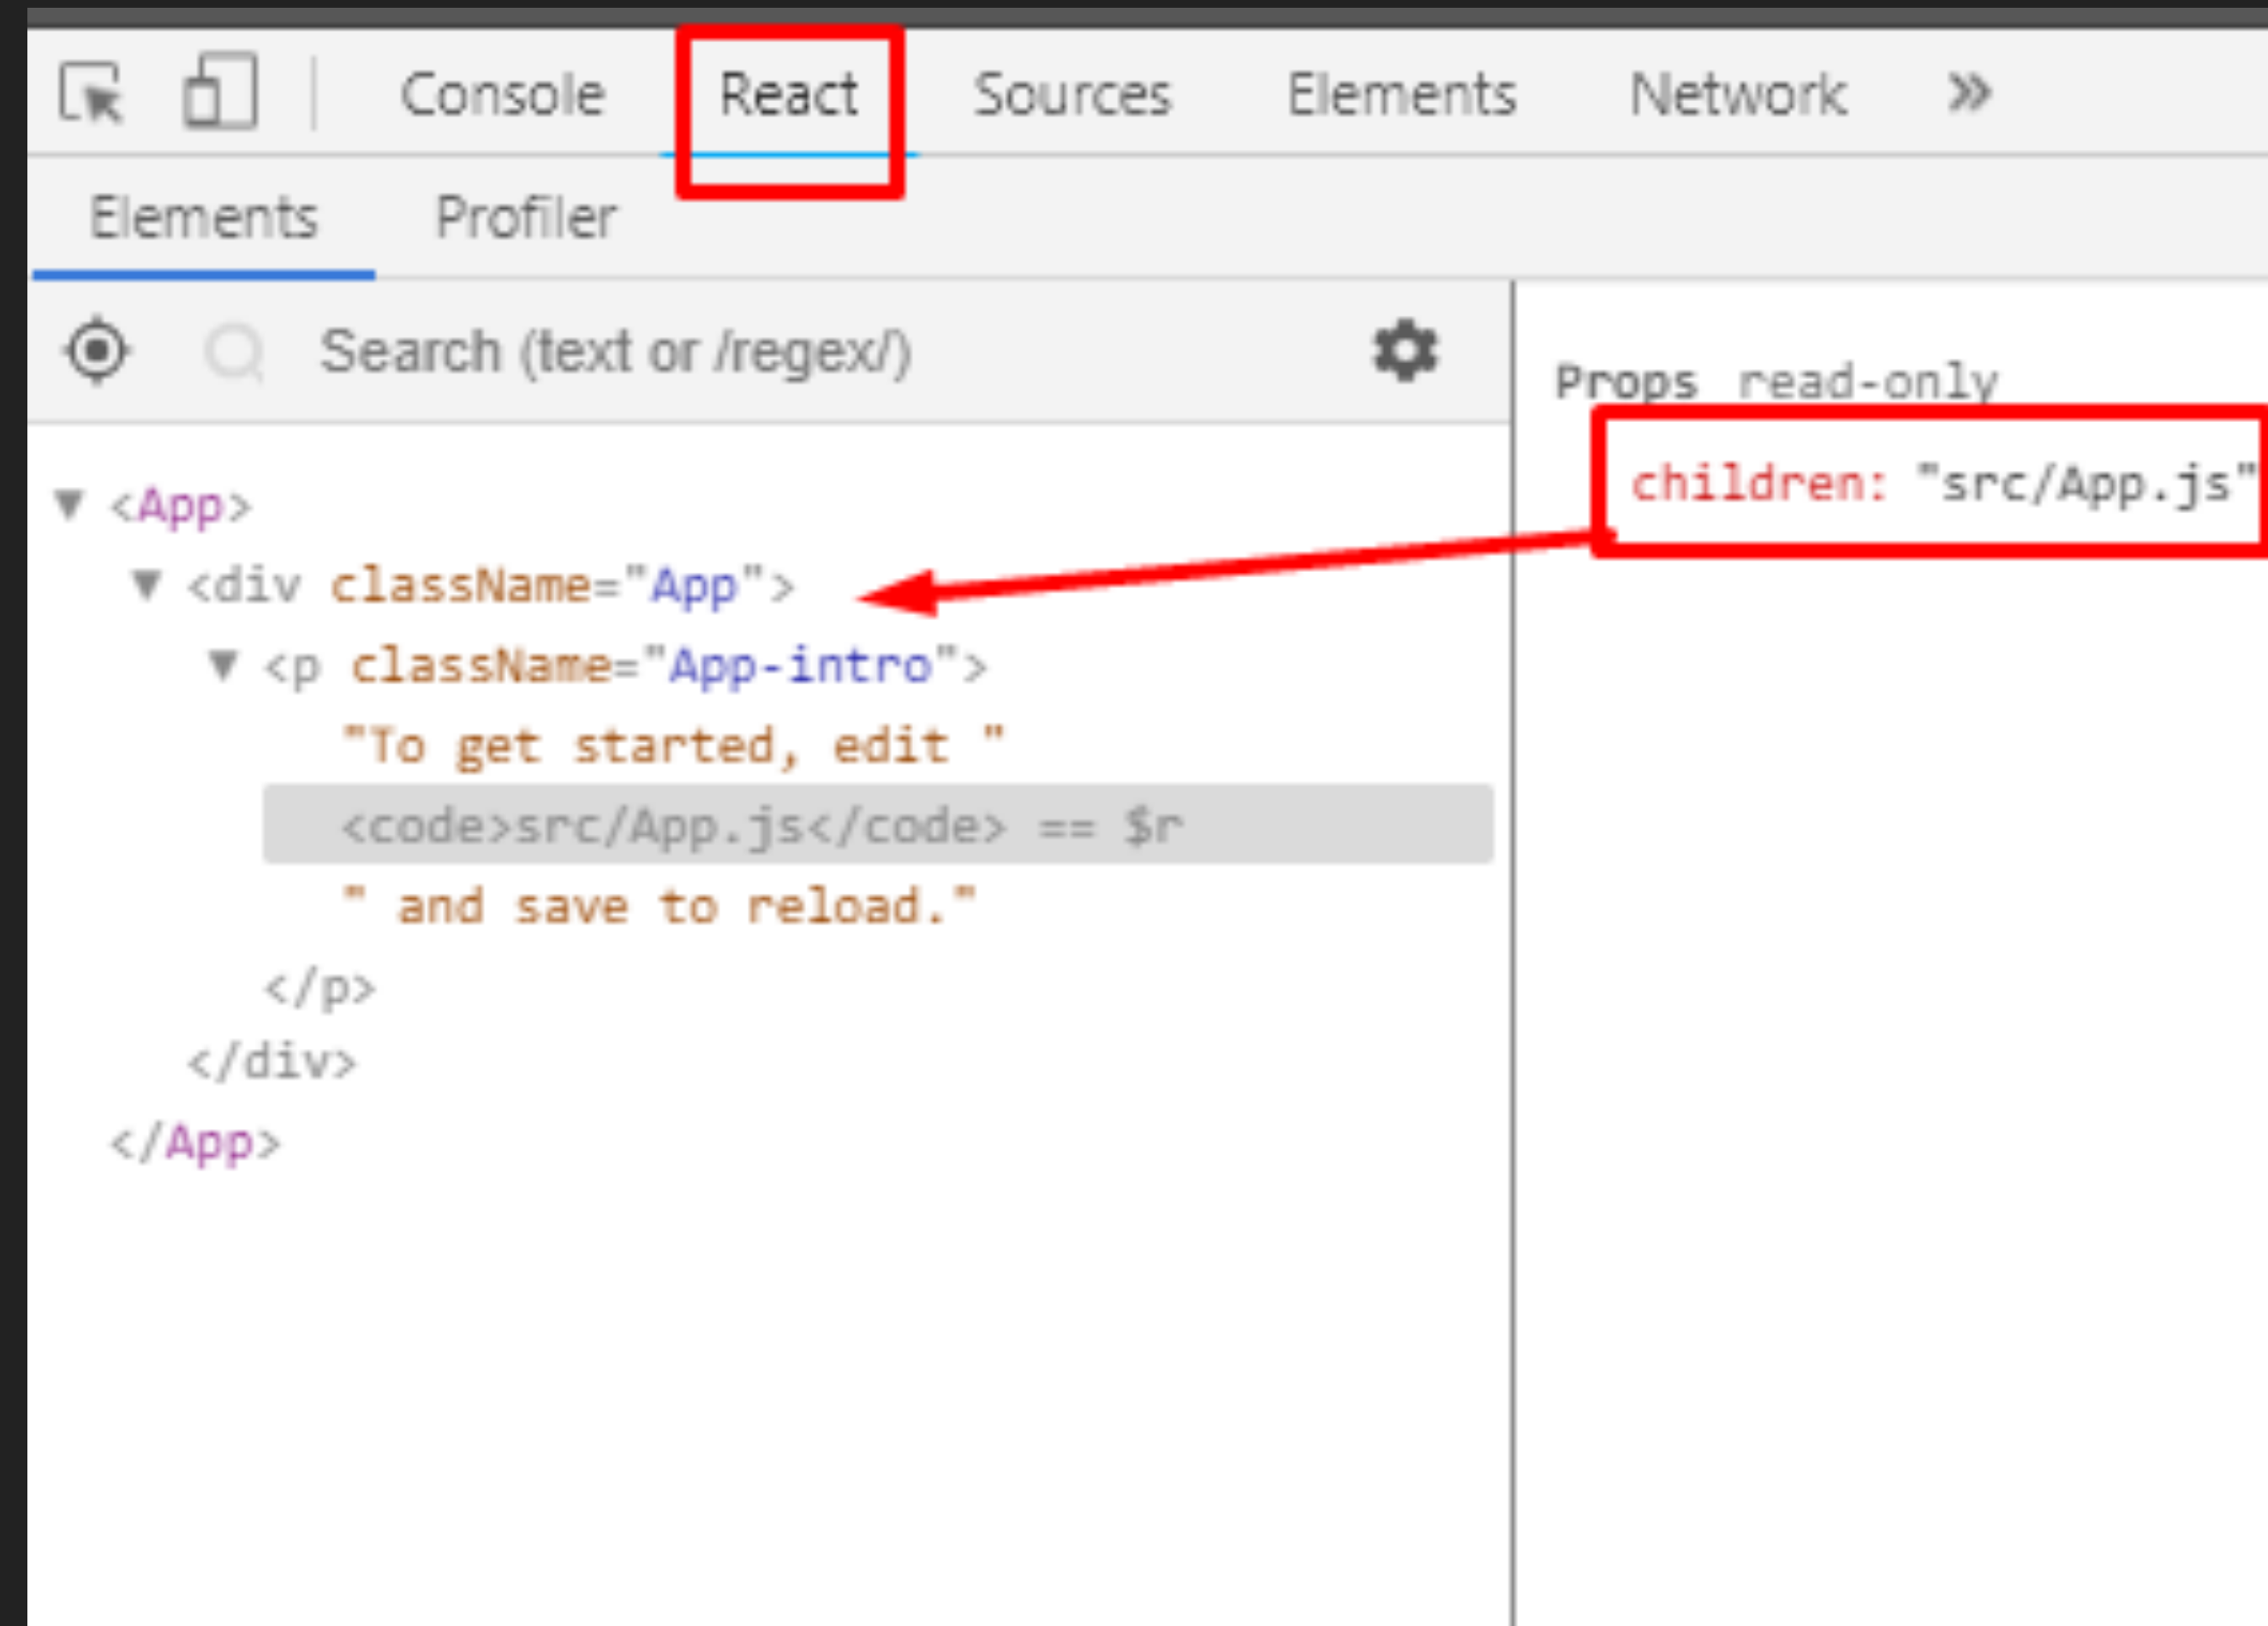 Console React Sources Elements Network »
Elements Profiler
Search (text or /regex/)
Props read-only
children: "src/App.js"
<App>
<div className="App">
<p className="App-intro">
"To get started, edit "
<code>src/App.js</code> == $r
" and save to reload."
</p>
</div>
</App>